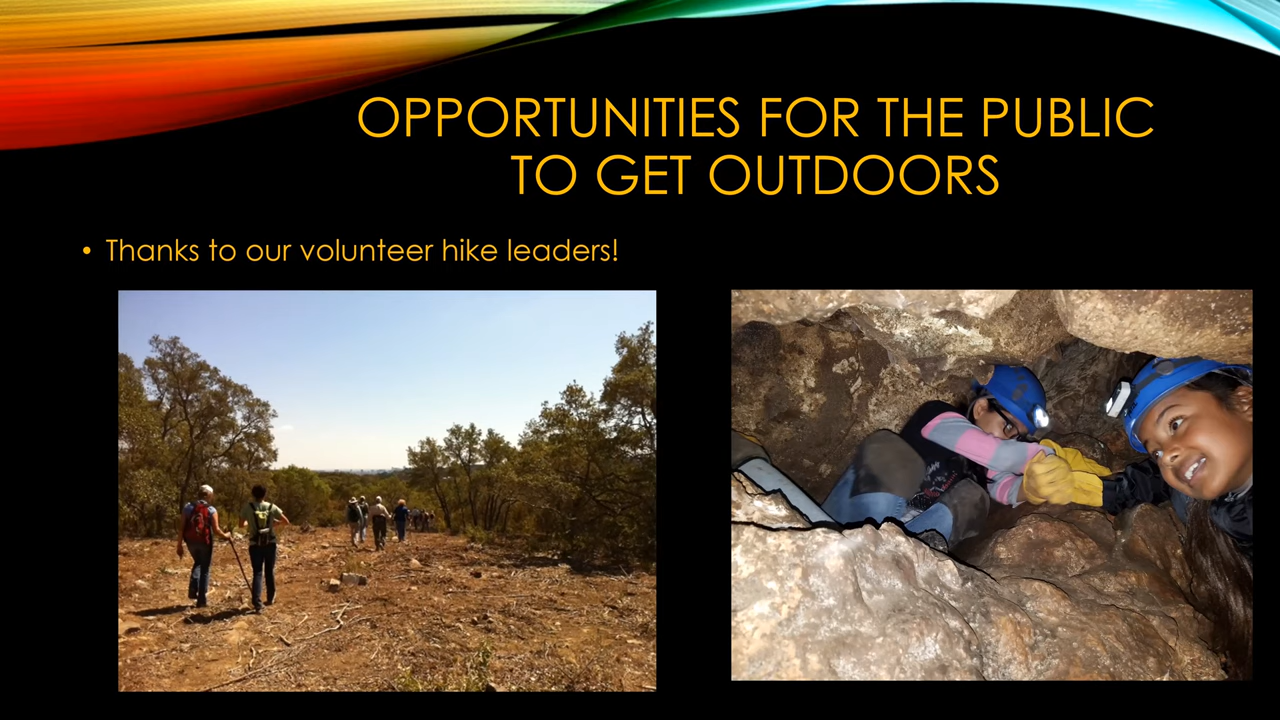 OPPORTUNITIES FOR THE PUBLIC
TO GET OUTDOORS
• Thanks to our volunteer hike leaders!